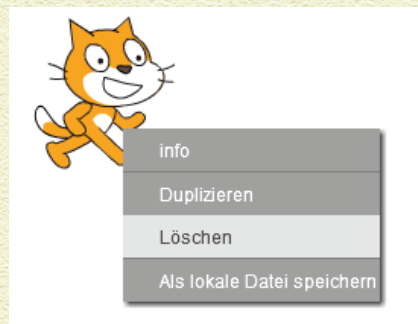 info
Duplizieren
Löschen
Als lokale Datei speichern